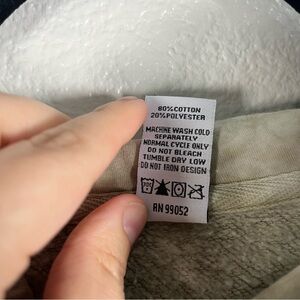 80% COTTON
20% POLYESTER
MACHINE WASH COLD
SEPARATELY
NORMAL CYCLE ONLY
DO NOT BLEACH
TUMBLE DRY LOW
DO NOT IRON DESIGN
RN 99052